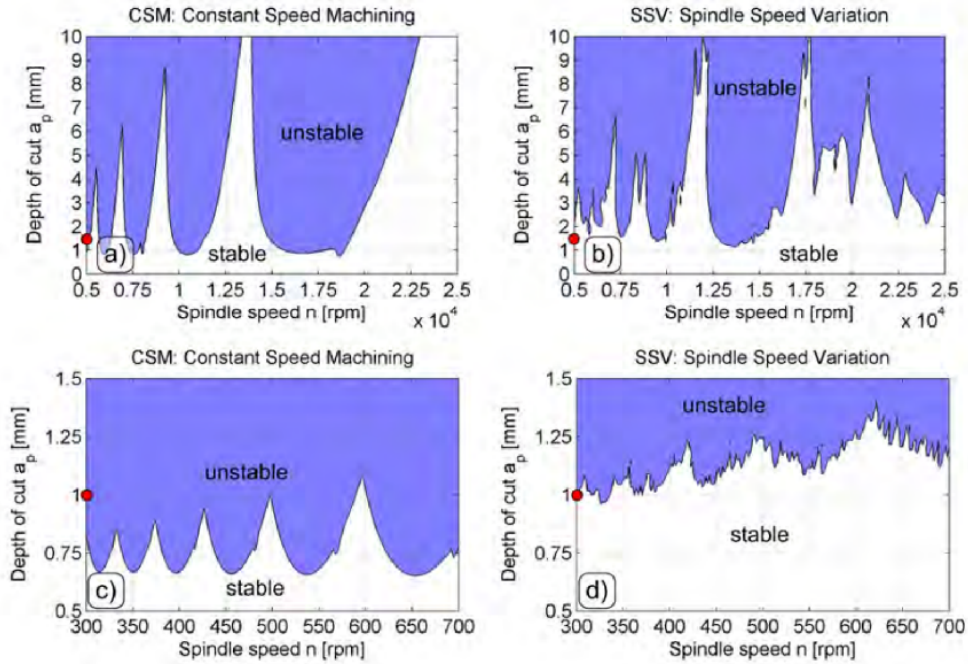 CSM: Constant Speed Machining
Depth of cut a_p [mm]
10
9
8
7
6
5
4
3
2
1
0
unstable
stable
a)
0.5 0.75 1 1.25 1.5 1.75 2 2.25 2.5
Spindle speed n [rpm]
x 10^4
SSV: Spindle Speed Variation
Depth of cut a_p [mm]
10
9
8
7
6
5
4
3
2
1
0
unstable
stable
b)
0.5 0.75 1 1.25 1.5 1.75 2 2.25 2.5
Spindle speed n [rpm]
x 10^4
CSM: Constant Speed Machining
Depth of cut a_p [mm]
1.5
1.25
1
0.75
0.5
unstable
stable
c)
300 350 400 450 500 550 600 650 700
Spindle speed n [rpm]
SSV: Spindle Speed Variation
Depth of cut a_p [mm]
1.5
1.25
1
0.75
0.5
unstable
stable
d)
300 350 400 450 500 550 600 650 700
Spindle speed n [rpm]